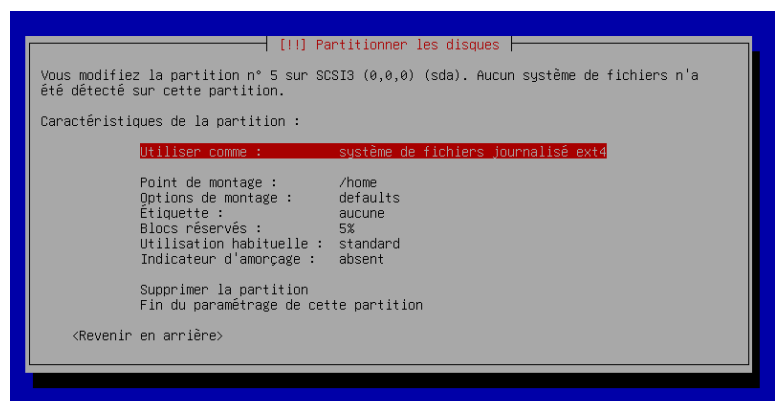 [!!] Partitionner les disques
Vous modifiez la partition n° 5 sur SCSI3 (0,0,0) (sda). Aucun système de fichiers n'a
été détecté sur cette partition.
Caractéristiques de la partition :
Utiliser comme : système de fichiers journalisé ext4
Point de montage : /home
Options de montage : defaults
Étiquette : aucune
Blocs réservés : 5%
Utilisation habituelle : standard
Indicateur d'amorçage : absent
Supprimer la partition
Fin du paramétrage de cette partition
<Revenir en arrière>